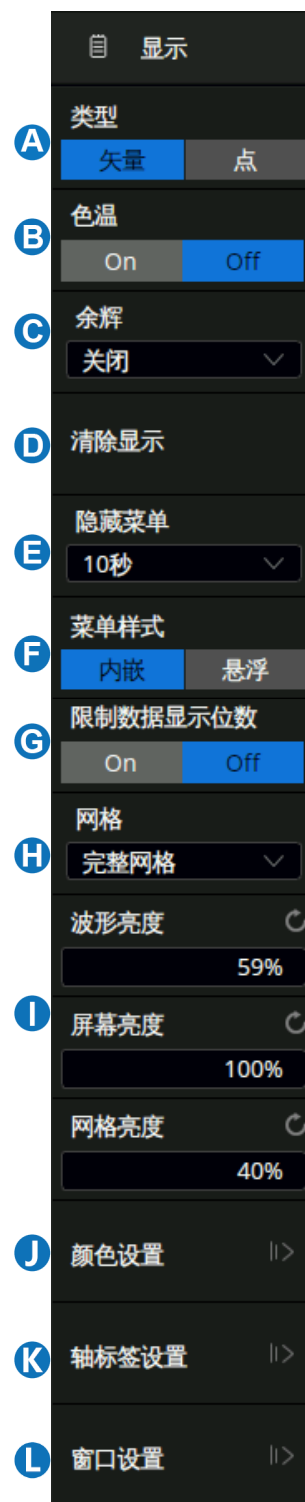 显示
类型
A
矢量 点
色温
B
On Off
余辉
C
关闭
D 清除显示
隐藏菜单
E
10秒
菜单样式
F
内嵌 悬浮
限制数据显示位数
G
On Off
网格
H
完整网格
波形亮度
59%
I 屏幕亮度
100%
网格亮度
40%
J 颜色设置
K 轴标签设置
L 窗口设置